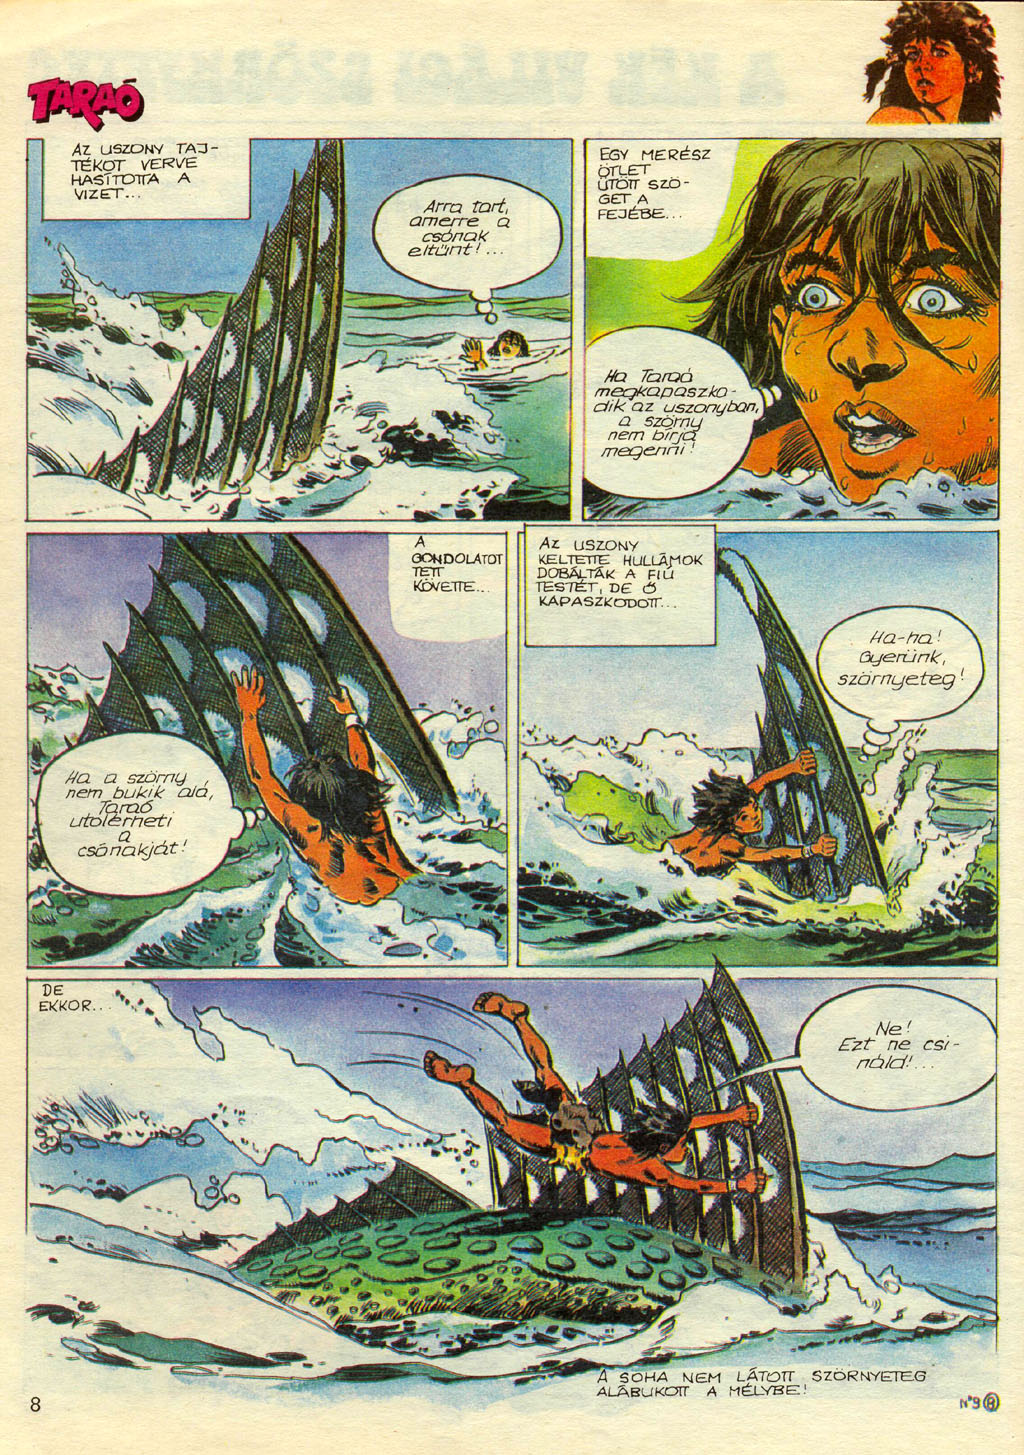 TARAÓ
AZ USZONY TAJ-
TÉKOT VERVE
HASÍTOTTA A
VIZET...
Arra tart,
amerre a
csónak
eltűnt!...
EGY MERÉSZ
ÖTLET
ÜTÖTT SZÖ-
GET A
FEJÉBE...
Ha Taraó
megkapaszko-
dik az uszonyban,
a szörny
nem bírja
megenni!
A
GONDOLATOT
TETT
KÖVETTE...
Ha a szörny
nem bukik alá,
Taraó
utolérheti
a
csónakját!
AZ USZONY
KELTETTE HULLÁMOK
DOBÁLTÁK A FIÚ
TESTÉT, DE Ő
KAPASZKODOTT...
Ha-ha!
Gyerünk,
szörnyeteg!
DE
EKKOR...
Ne!
Ezt ne csi-
náld!...
A SOHA NEM LÁTOTT SZÖRNYETEG
ALÁBUKOTT A MÉLYBE!
8
N°9 8